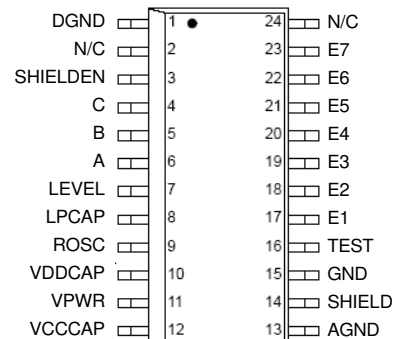 DGND 1 24 N/C
N/C 2 23 E7
SHIELDEN 3 22 E6
C 4 21 E5
B 5 20 E4
A 6 19 E3
LEVEL 7 18 E2
LPCAP 8 17 E1
ROSC 9 16 TEST
VDDCAP 10 15 GND
VPWR 11 14 SHIELD
VCCCAP 12 13 AGND